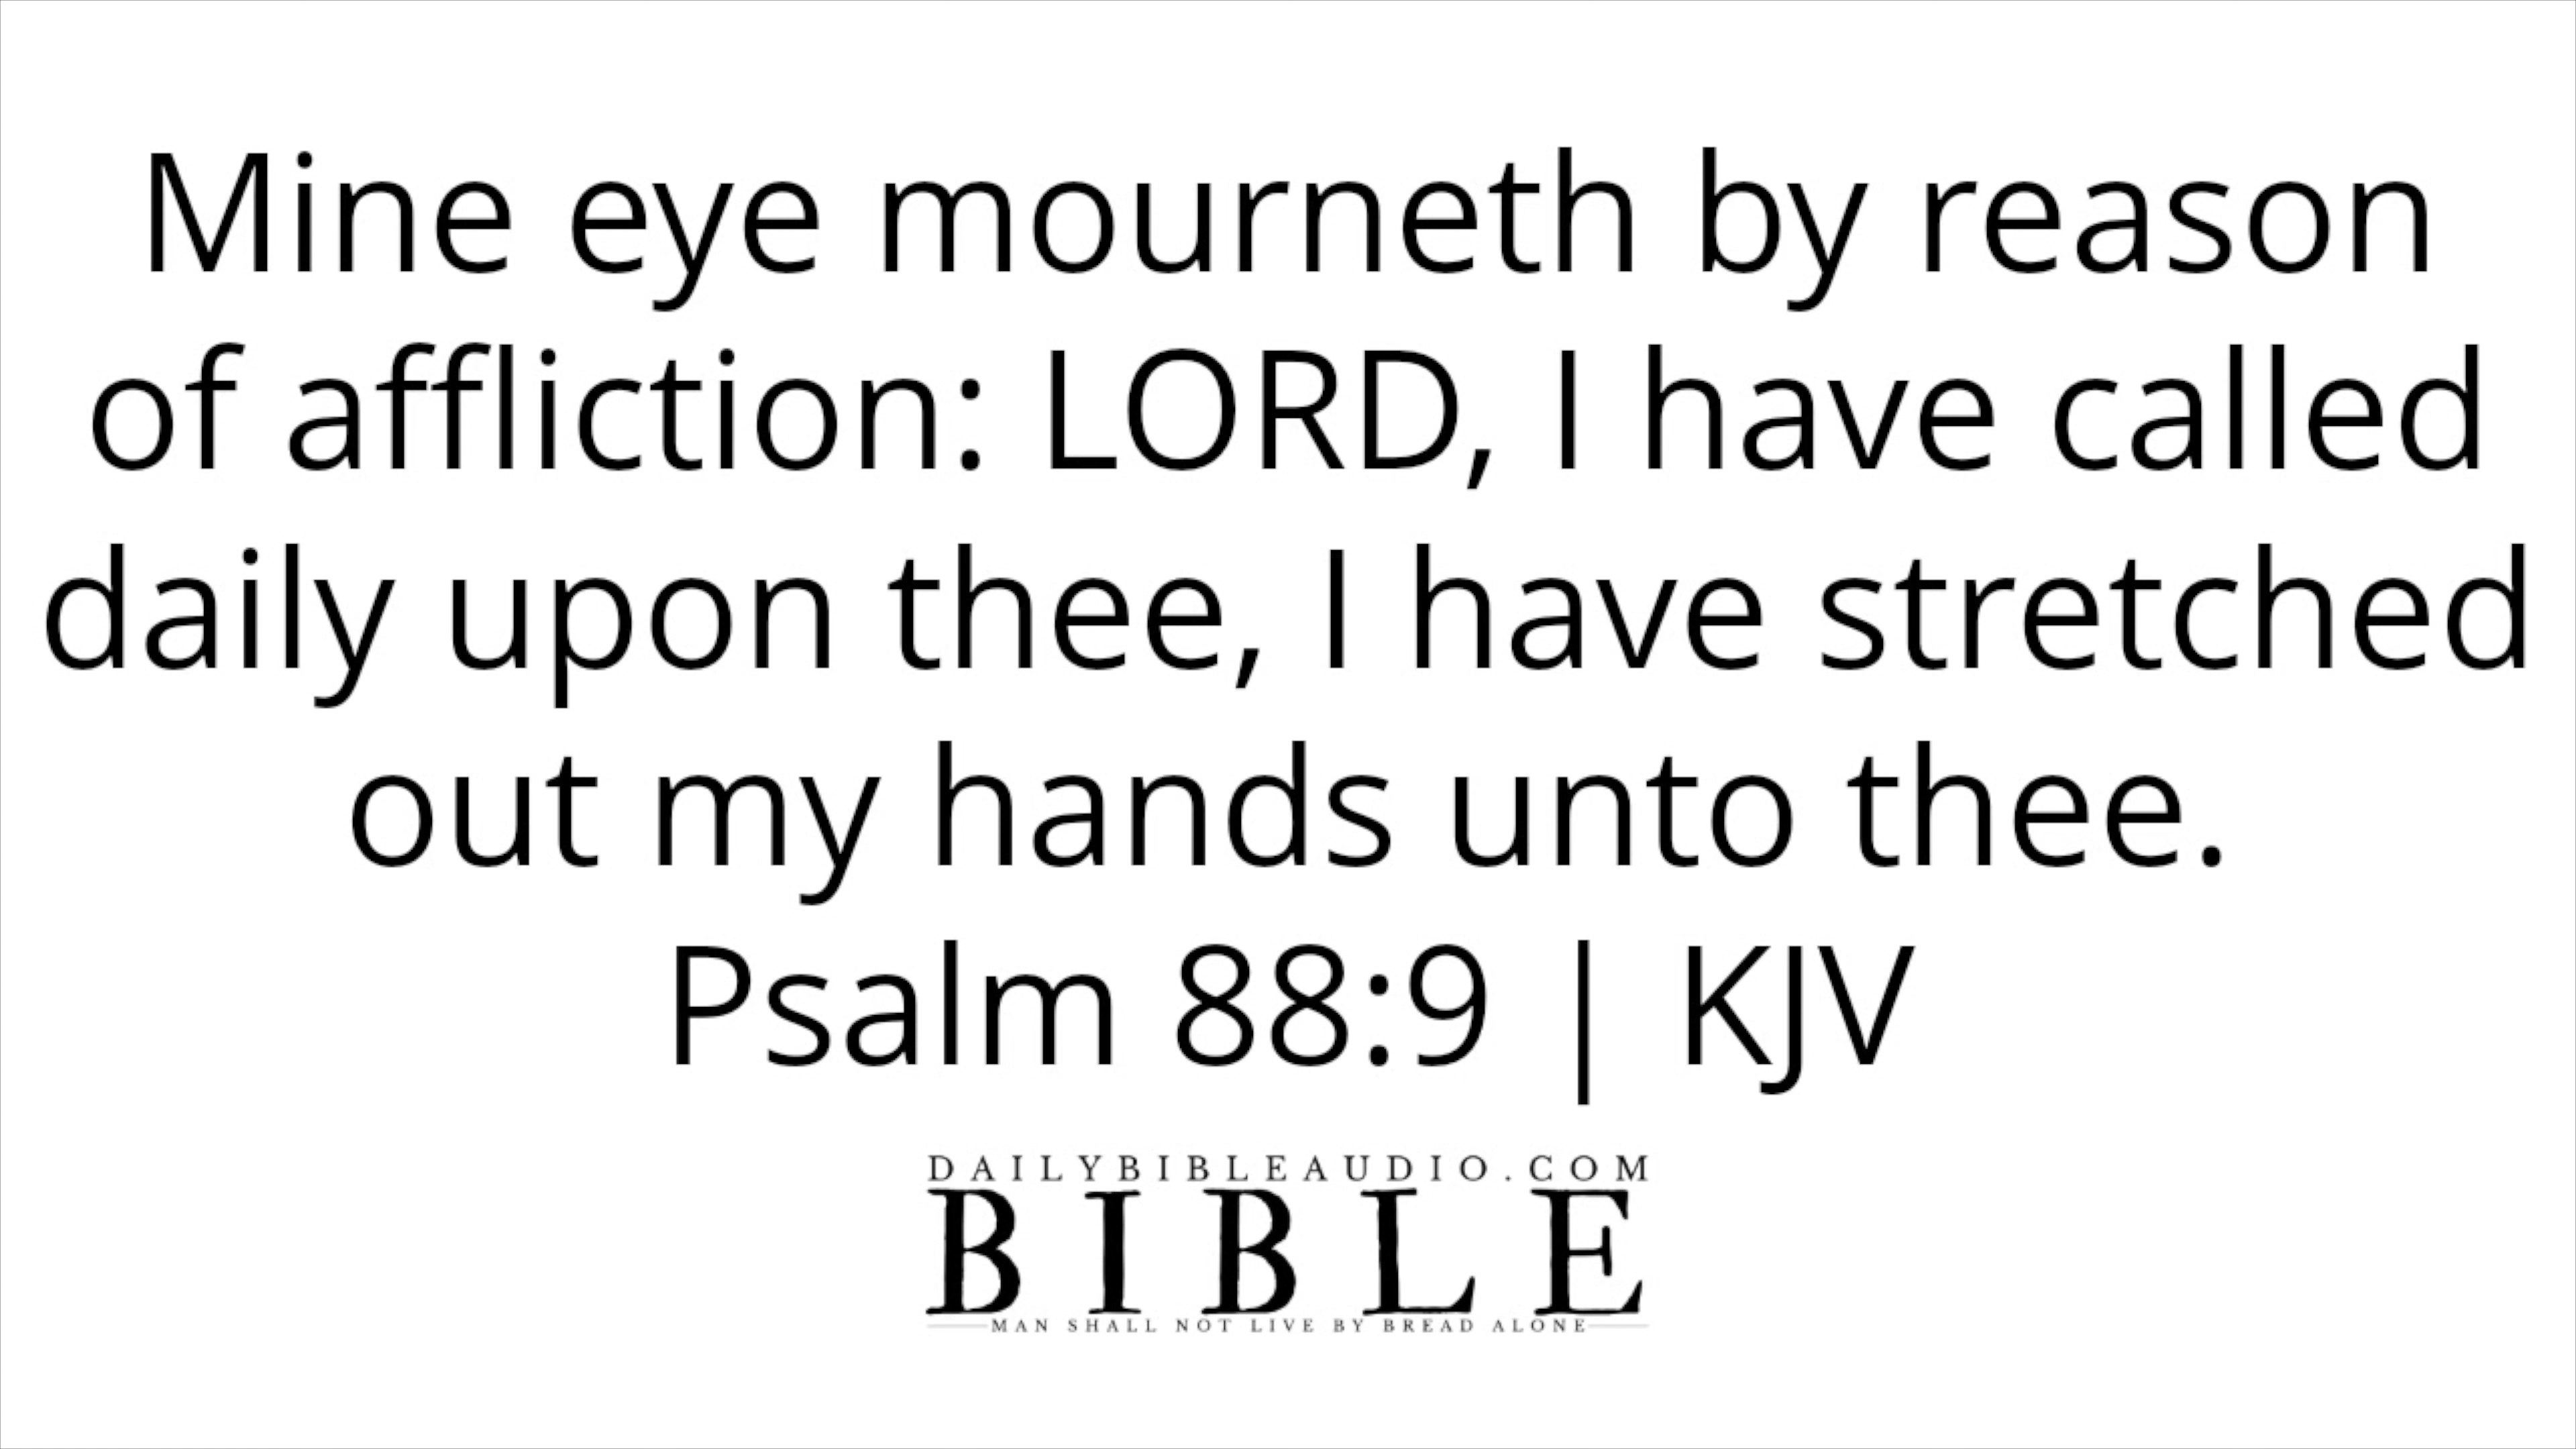 Mine eye mourneth by reason
of affliction: LORD, I have called
daily upon thee, I have stretched
out my hands unto thee.
Psalm 88:9 | KJV
DAILYBIBLEAUDIO.COM
BIBLE
MAN SHALL NOT LIVE BY BREAD ALONE